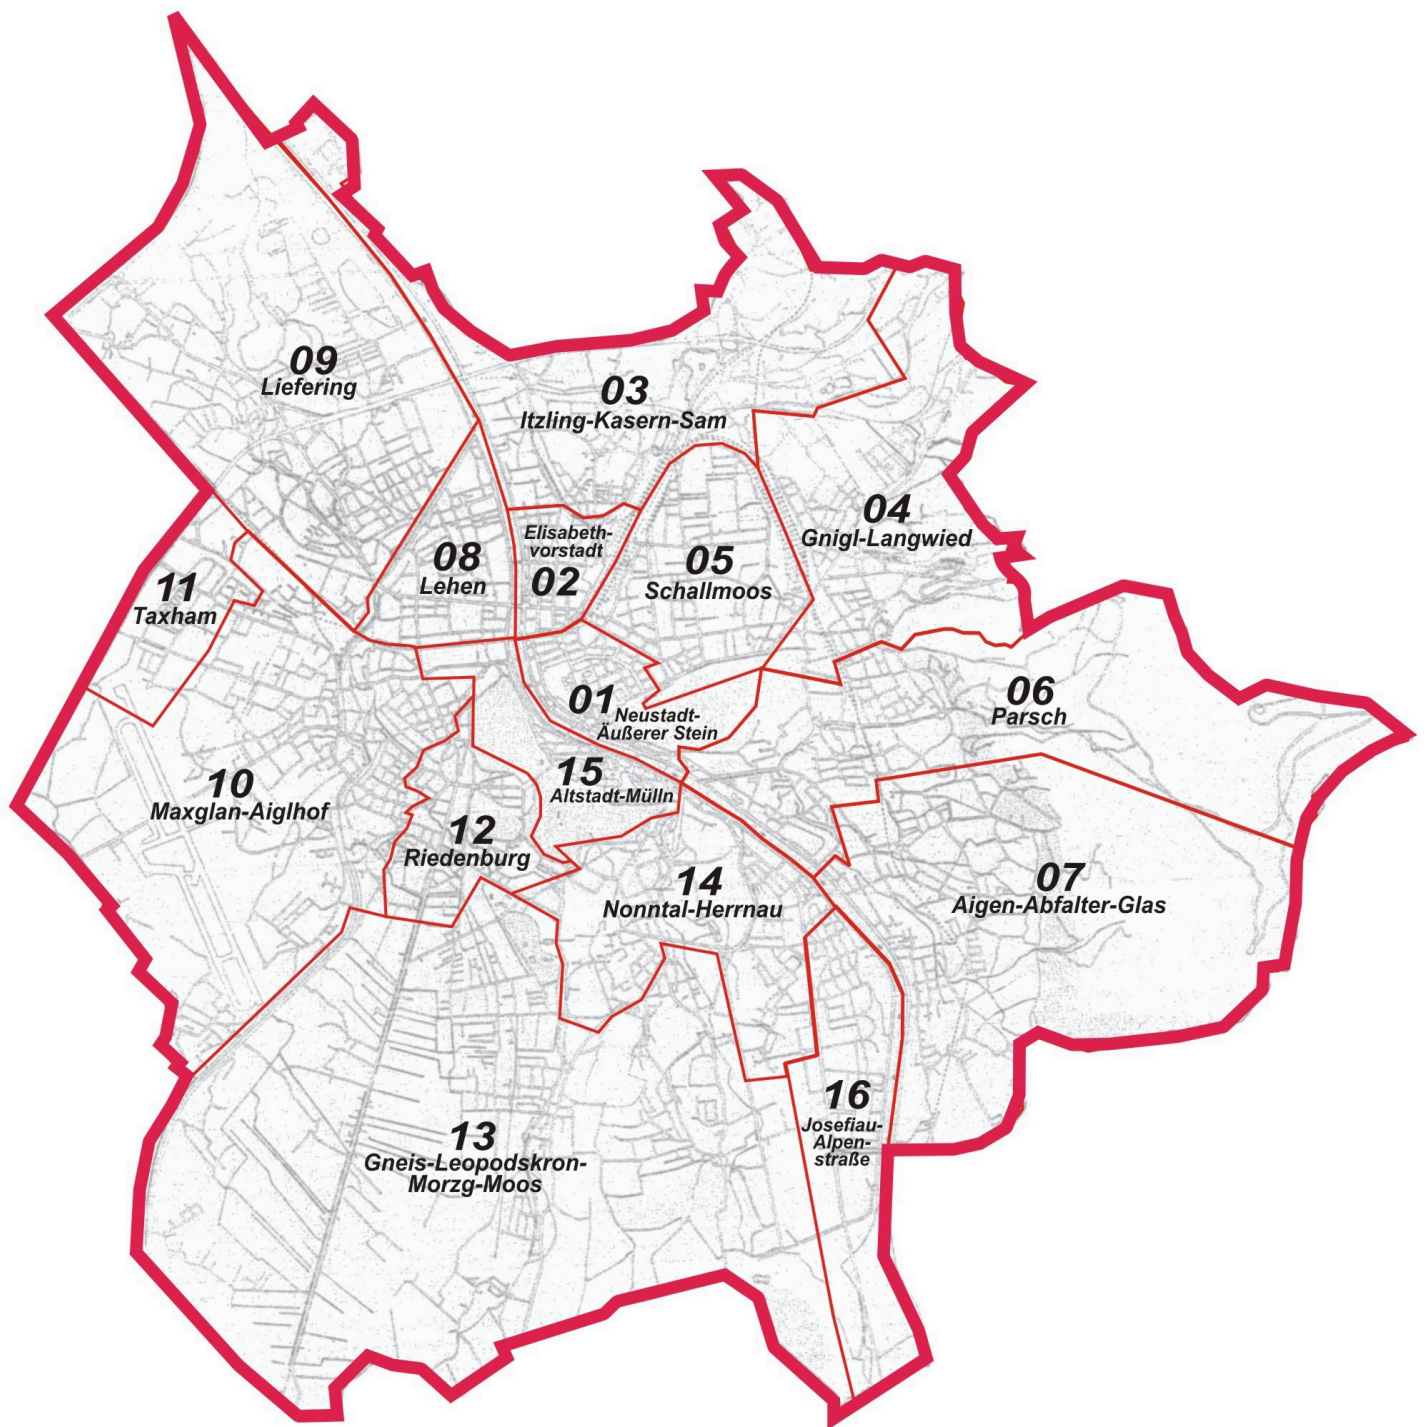 09
Liefering
03
Itzling-Kasern-Sam
04
Gnigl-Langwied
Elisabeth-
vorstadt
02
08
Lehen
05
Schallmoos
11
Taxham
06
Parsch
01
Neustadt-
Äußerer Stein
10
Maxglan-Aiglhof
15
Altstadt-Mülln
12
Riedenburg
14
Nonntal-Herrnau
07
Aigen-Abfalter-Glas
16
Josefiau-
Alpen-
straße
13
Gneis-Leopodskron-
Morzg-Moos